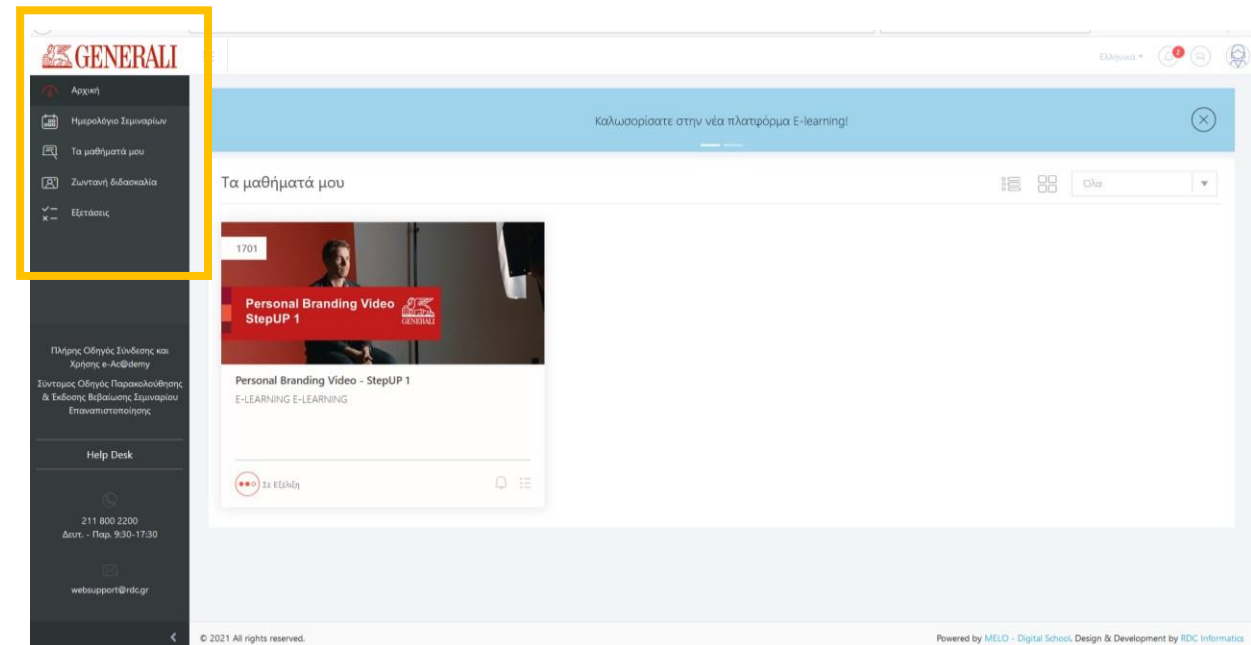 GENERALI
Αρχική
Ημερολόγιο Σεμιναρίων
Τα μαθήματά μου
Ζωντανή διδασκαλία
Εξετάσεις
Πλήρης Οδηγός Σύνδεσης και
Χρήσης e-Ac@demy
Σύντομος Οδηγός Παρακολούθησης
& Έκδοσης Βεβαίωσης Σεμιναρίου
Επαναπιστοποίησης
Help Desk
211 800 2200
Δευτ. - Παρ. 9:30-17:30
websupport@rdc.gr
Ελληνικά
2
Καλωσορίσατε στην νέα πλατφόρμα E-learning!
Τα μαθήματά μου
Όλα
1701
Personal Branding Video
StepUP 1
GENERALI
Personal Branding Video - StepUP 1
E-LEARNING E-LEARNING
Σε Εξέλιξη
© 2021 All rights reserved.
Powered by MELO - Digital School. Design & Development by RDC Informatics